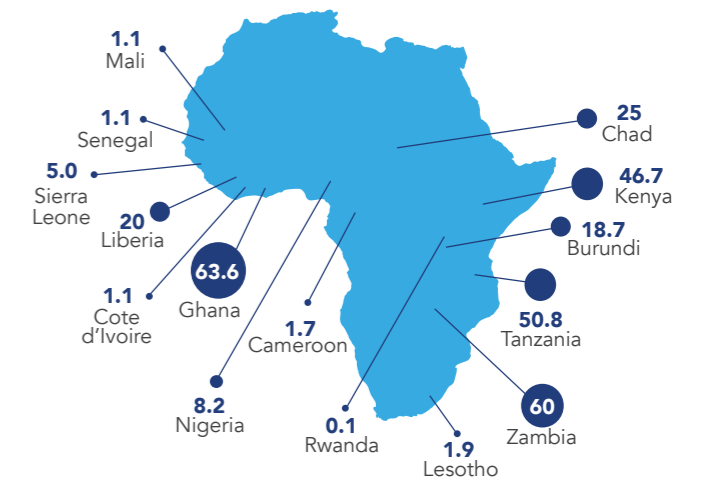 1.1
Mali
1.1
Senegal
5.0
Sierra
Leone
20
Liberia
63.6
Ghana
1.1
Cote
d’Ivoire
8.2
Nigeria
1.7
Cameroon
0.1
Rwanda
1.9
Lesotho
60
Zambia
50.8
Tanzania
18.7
Burundi
46.7
Kenya
25
Chad